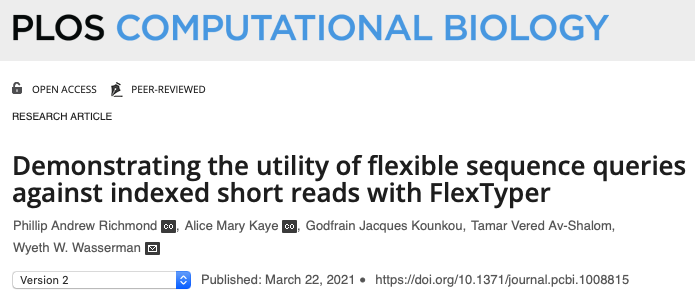 PLOS COMPUTATIONAL BIOLOGY
OPEN ACCESS PEER-REVIEWED
RESEARCH ARTICLE
Demonstrating the utility of flexible sequence queries
against indexed short reads with FlexTyper
Phillip Andrew Richmond co, Alice Mary Kaye co, Godfrain Jacques Kounkou, Tamar Vered Av-Shalom,
Wyeth W. Wasserman
Version 2 Published: March 22, 2021 • https://doi.org/10.1371/journal.pcbi.1008815